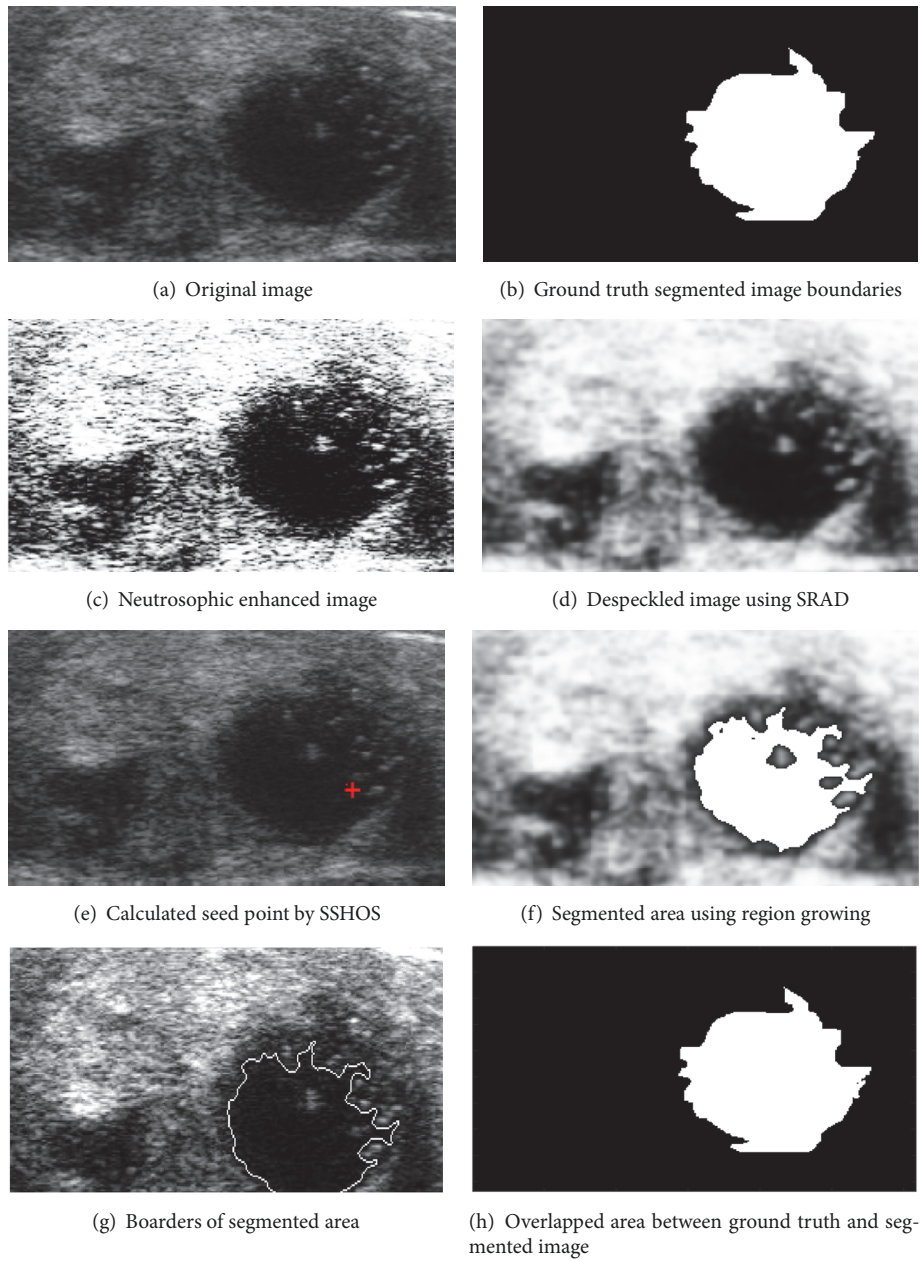 (a) Original image
(b) Ground truth segmented image boundaries
(c) Neutrosophic enhanced image
(d) Despeckled image using SRAD
(e) Calculated seed point by SSHOS
(f) Segmented area using region growing
(g) Boarders of segmented area
(h) Overlapped area between ground truth and seg-
mented image